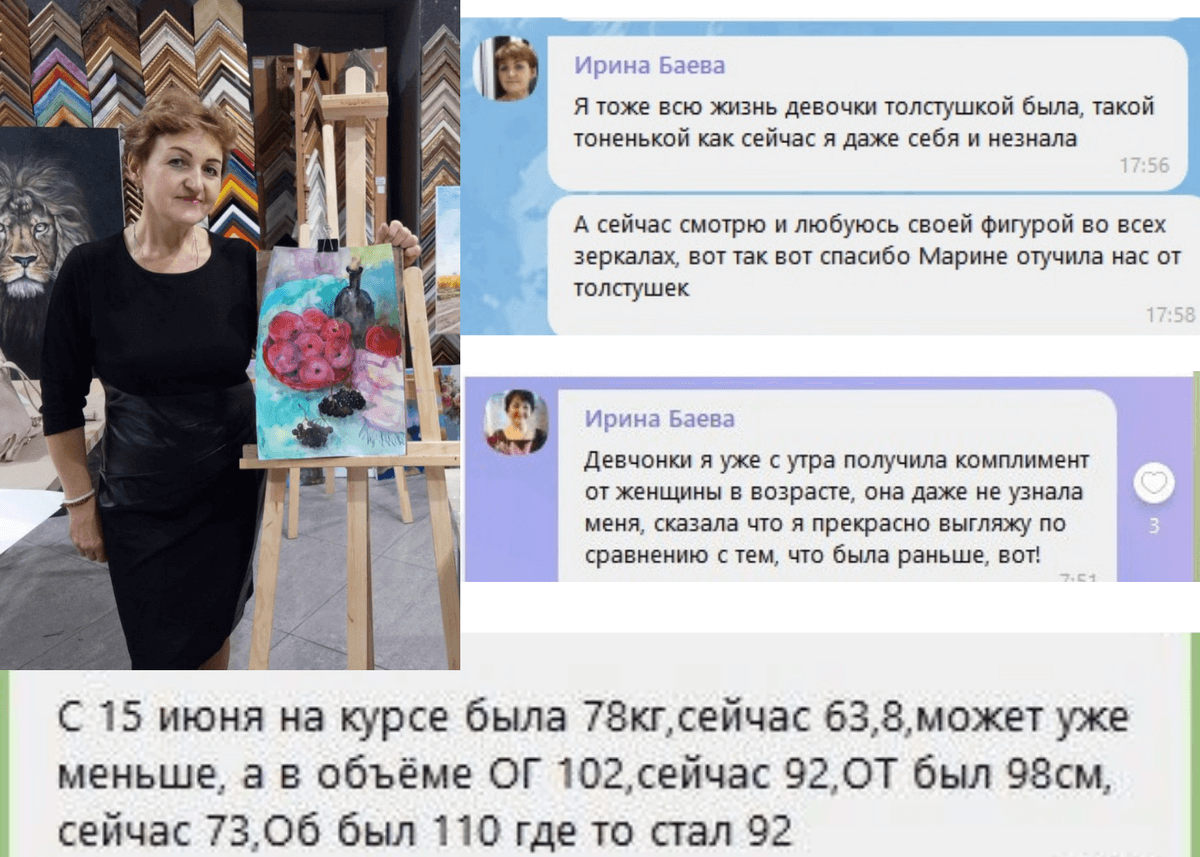 Ирина Баева
Я тоже всю жизнь девочки толстушкой была, такой
тоненькой как сейчас я даже себя и незнала
17:56
А сейчас смотрю и любуюсь своей фигурой во всех
зеркалах, вот так вот спасибо Марине отучила нас от
толстушек
17:58
Ирина Баева
Девчонки я уже с утра получила комплимент
от женщины в возрасте, она даже не узнала
меня, сказала что я прекрасно выгляжу по
сравнению с тем, что была раньше, вот!
3
7:51
С 15 июня на курсе была 78кг,сейчас 63,8,может уже
меньше, а в объёме ОГ 102,сейчас 92,ОТ был 98см,
сейчас 73,Об был 110 где то стал 92